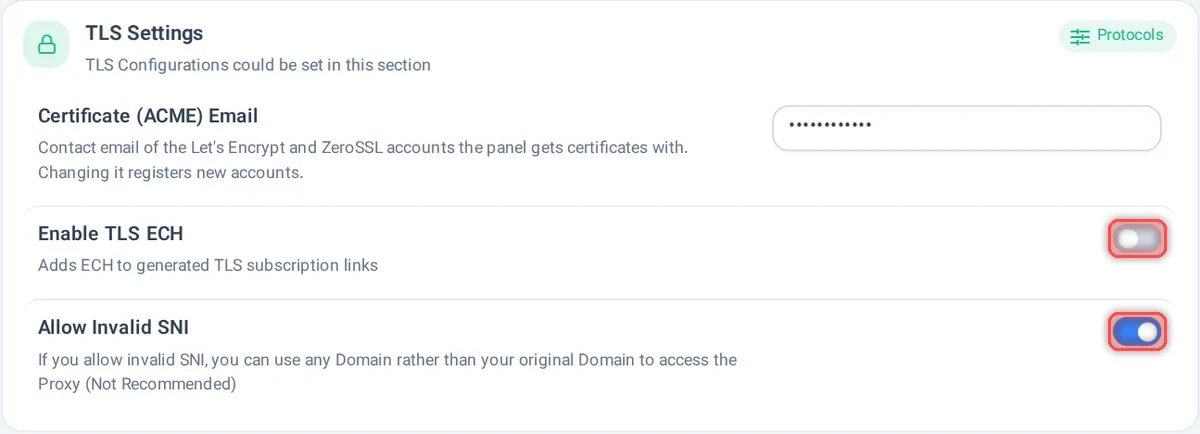 TLS Settings
Protocols
TLS Configurations could be set in this section
Certificate (ACME) Email
••••••••••••
Contact email of the Let's Encrypt and ZeroSSL accounts the panel gets certificates with.
Changing it registers new accounts.
Enable TLS ECH
Adds ECH to generated TLS subscription links
Allow Invalid SNI
If you allow invalid SNI, you can use any Domain rather than your original Domain to access the
Proxy (Not Recommended)